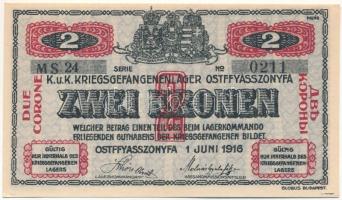 2 2
MS. 24 SERIE No 0211
K.u.K. KRIEGSGEFANGENENLAGER OSTFFYASSZONYFA
DUE CORONE
ZWEI KRONEN
ДВѢ КОРОНЫ
WELCHER BETRAG EINEN TEIL DES BEIM LAGERKOMMANDO
ERLIEGENDEN GUTHABENS DER KRIEGSGEFANGENEN BILDET.
OSTFFYASSZONYFA 1 JUNI 1916
GÜLTIG
NUR INNERHALB DES
KRIEGSGEFANGENEN
LAGERS
GÜLTIG
NUR INNERHALB DES
KRIEGSGEFANGENEN
LAGERS
GLOBUS, BUDAPEST.